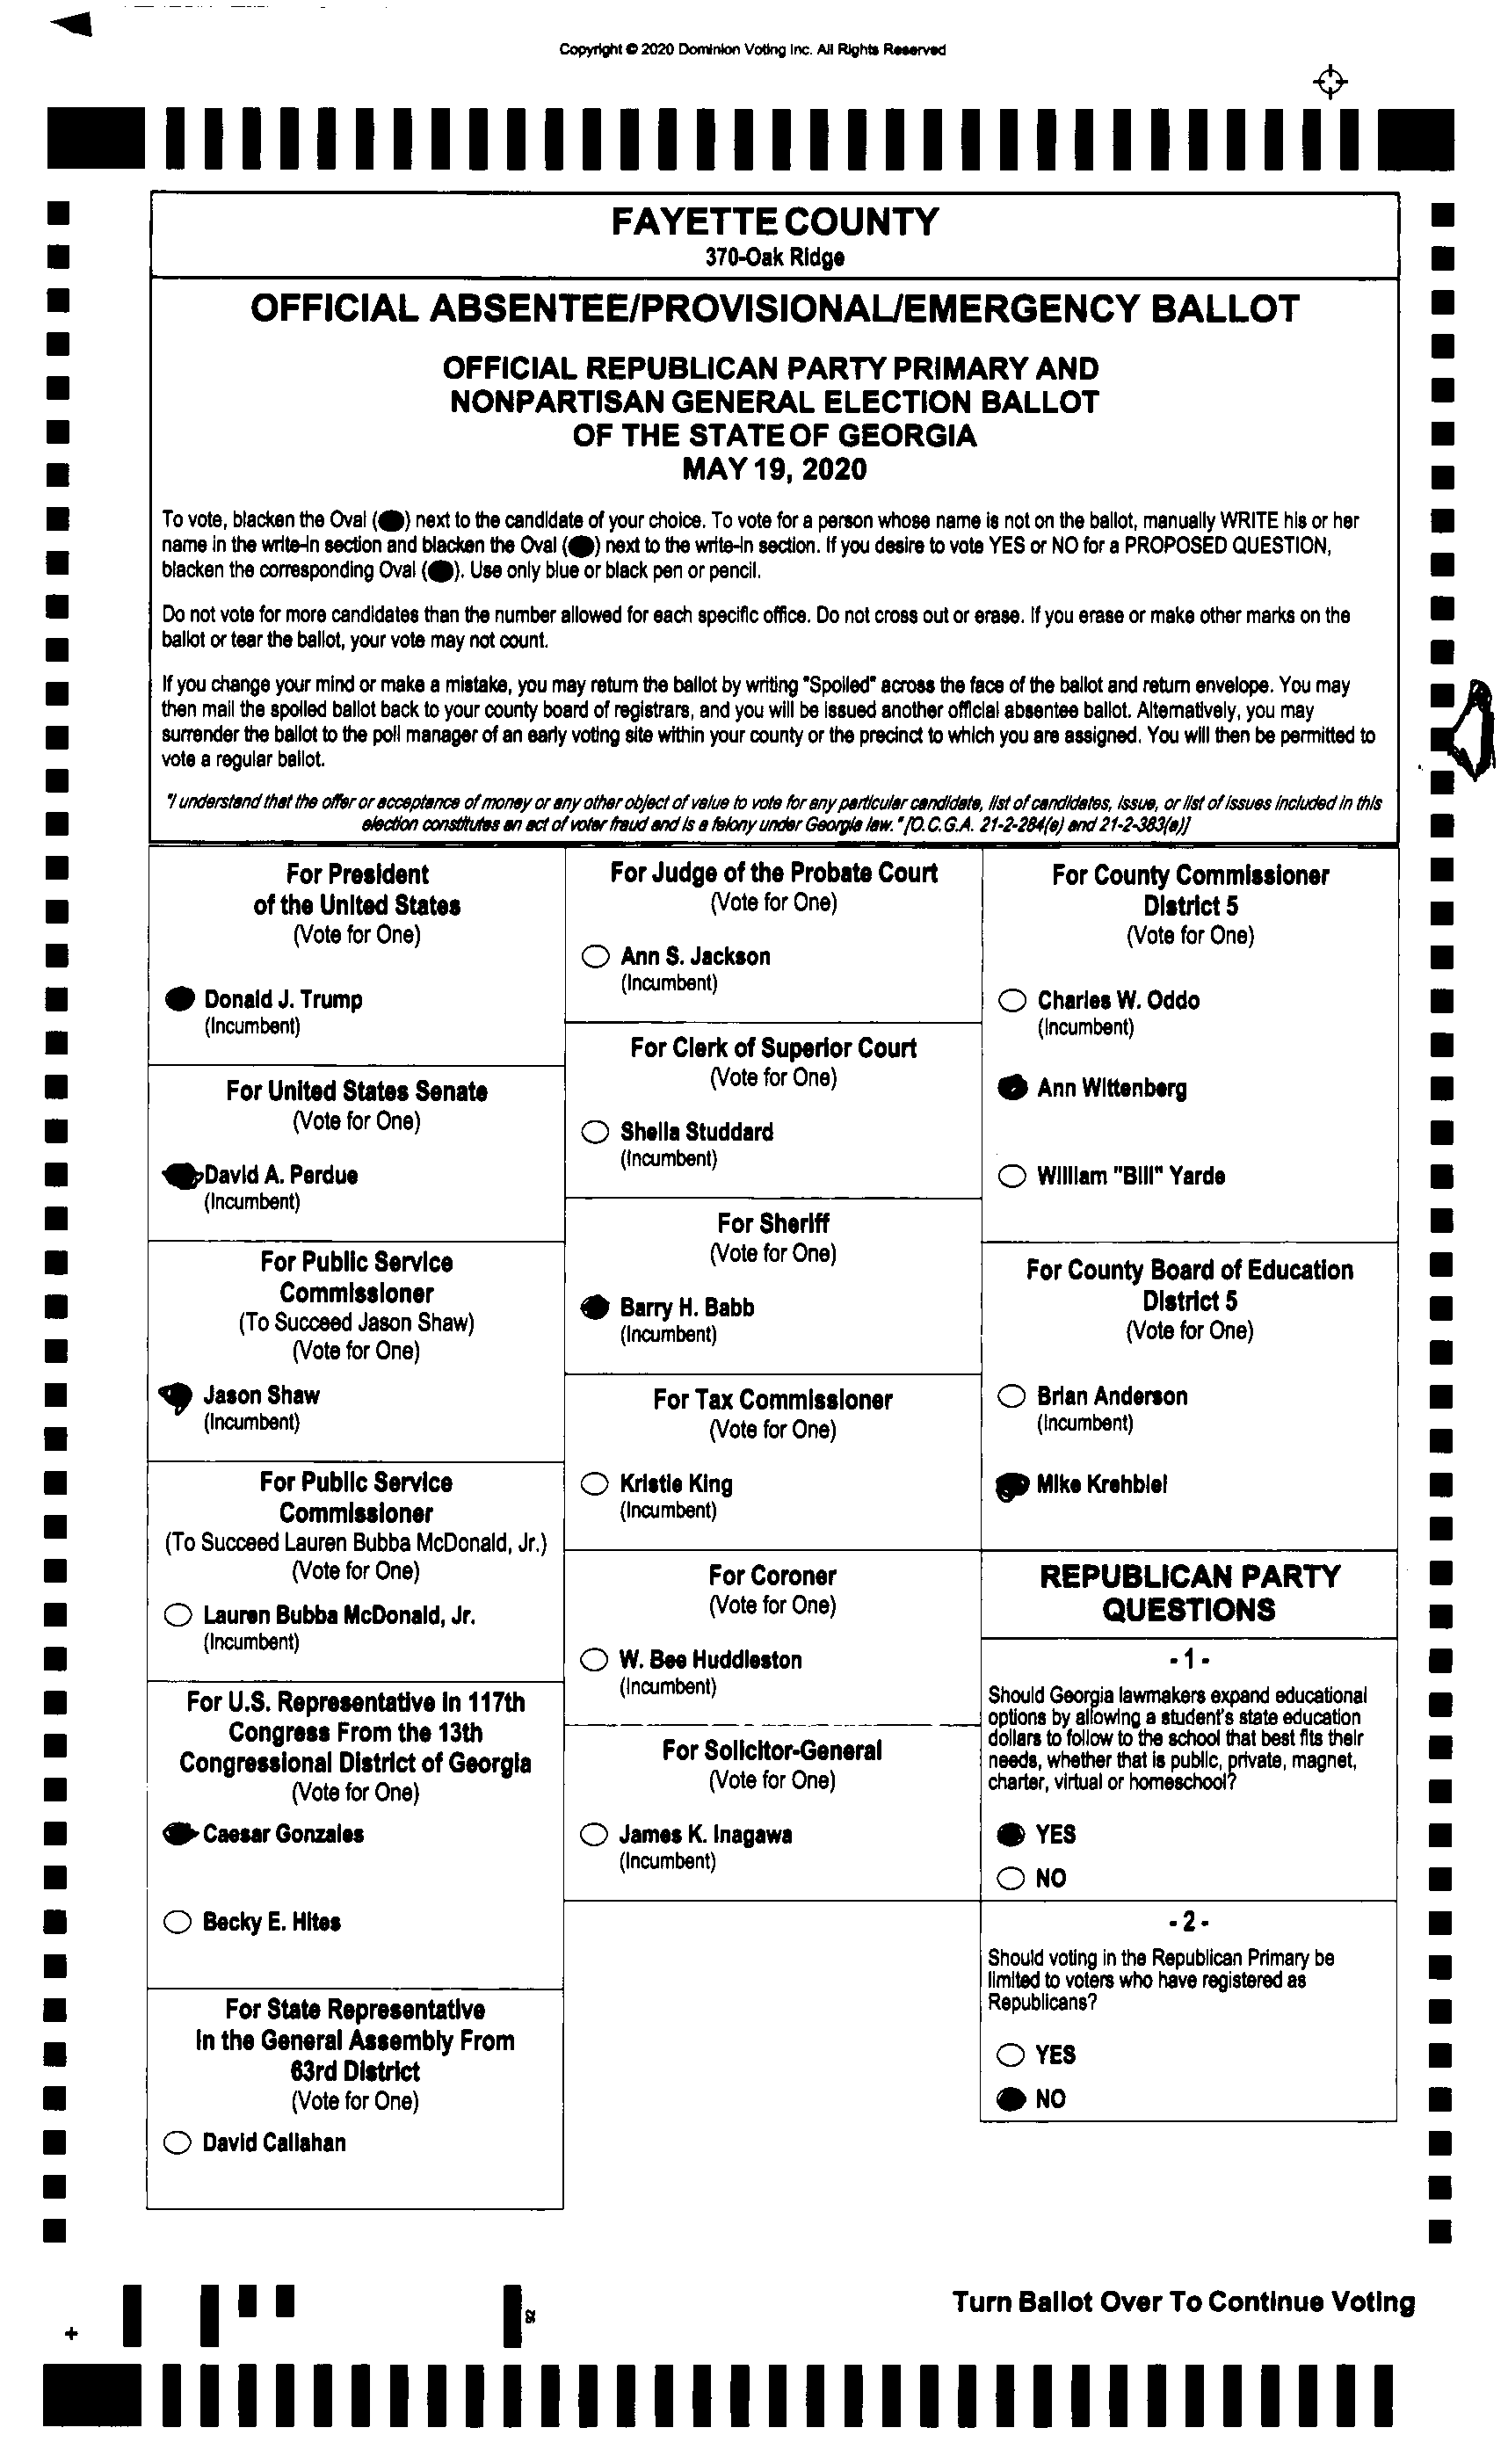 Copyright © 2020 Dominion Voting Inc. All Rights Reserved
FAYETTE COUNTY
370-Oak Ridge
OFFICIAL ABSENTEE/PROVISIONAL/EMERGENCY BALLOT
OFFICIAL REPUBLICAN PARTY PRIMARY AND
NONPARTISAN GENERAL ELECTION BALLOT
OF THE STATE OF GEORGIA
MAY 19, 2020
To vote, blacken the Oval ( ) next to the candidate of your choice. To vote for a person whose name is not on the ballot, manually WRITE his or her
name in the write-in section and blacken the Oval ( ) next to the write-in section. If you desire to vote YES or NO for a PROPOSED QUESTION,
blacken the corresponding Oval ( ). Use only blue or black pen or pencil.
Do not vote for more candidates than the number allowed for each specific office. Do not cross out or erase. If you erase or make other marks on the
ballot or tear the ballot, your vote may not count.
If you change your mind or make a mistake, you may return the ballot by writing "Spoiled" across the face of the ballot and return envelope. You may
then mail the spoiled ballot back to your county board of registrars, and you will be issued another official absentee ballot. Alternatively, you may
surrender the ballot to the poll manager of an early voting site within your county or the precinct to which you are assigned. You will then be permitted to
vote a regular ballot.
"I understand that the offer or acceptance of money or any other object of value to vote for any particular candidate, list of candidates, issue, or list of issues included in this
election constitutes an act of voter fraud and is a felony under Georgia law." [O.C.G.A. 21-2-284(e) and 21-2-383(a)]
For President
of the United States
(Vote for One)
Donald J. Trump
(Incumbent)
For United States Senate
(Vote for One)
David A. Perdue
(Incumbent)
For Public Service
Commissioner
(To Succeed Jason Shaw)
(Vote for One)
Jason Shaw
(Incumbent)
For Public Service
Commissioner
(To Succeed Lauren Bubba McDonald, Jr.)
(Vote for One)
Lauren Bubba McDonald, Jr.
(Incumbent)
For U.S. Representative in 117th
Congress From the 13th
Congressional District of Georgia
(Vote for One)
Caesar Gonzales
Becky E. Hites
For State Representative
In the General Assembly From
63rd District
(Vote for One)
David Callahan
For Judge of the Probate Court
(Vote for One)
Ann S. Jackson
(Incumbent)
For Clerk of Superior Court
(Vote for One)
Sheila Studdard
(Incumbent)
For Sheriff
(Vote for One)
Barry H. Babb
(Incumbent)
For Tax Commissioner
(Vote for One)
Kristie King
(Incumbent)
For Coroner
(Vote for One)
W. Bee Huddleston
(Incumbent)
For Solicitor-General
(Vote for One)
James K. Inagawa
(Incumbent)
For County Commissioner
District 5
(Vote for One)
Charles W. Oddo
(Incumbent)
Ann Wittenberg
William "Bill" Yarde
For County Board of Education
District 5
(Vote for One)
Brian Anderson
(Incumbent)
Mike Krehbiel
REPUBLICAN PARTY
QUESTIONS
- 1 -
Should Georgia lawmakers expand educational
options by allowing a student's state education
dollars to follow to the school that best fits their
needs, whether that is public, private, magnet,
charter, virtual or homeschool?
YES
NO
- 2 -
Should voting in the Republican Primary be
limited to voters who have registered as
Republicans?
YES
NO
Turn Ballot Over To Continue Voting